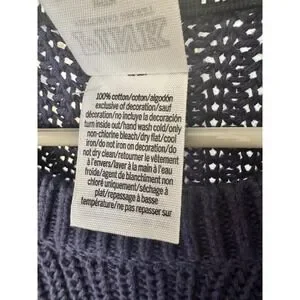 PINK
100% cotton/coton/algodón
exclusive of decoration/sauf
décoration/no incluye la decoración
turn inside out/hand wash cold/only
non-chlorine bleach/dry flat/cool
iron/do not iron on decoration/do
not dry clean/retourner le vêtement
à l'envers/laver à la main à l'eau
froide/agent de blanchiment non
chloré uniquement/séchage à
plat/repassage à basse
température/ne pas repasser sur